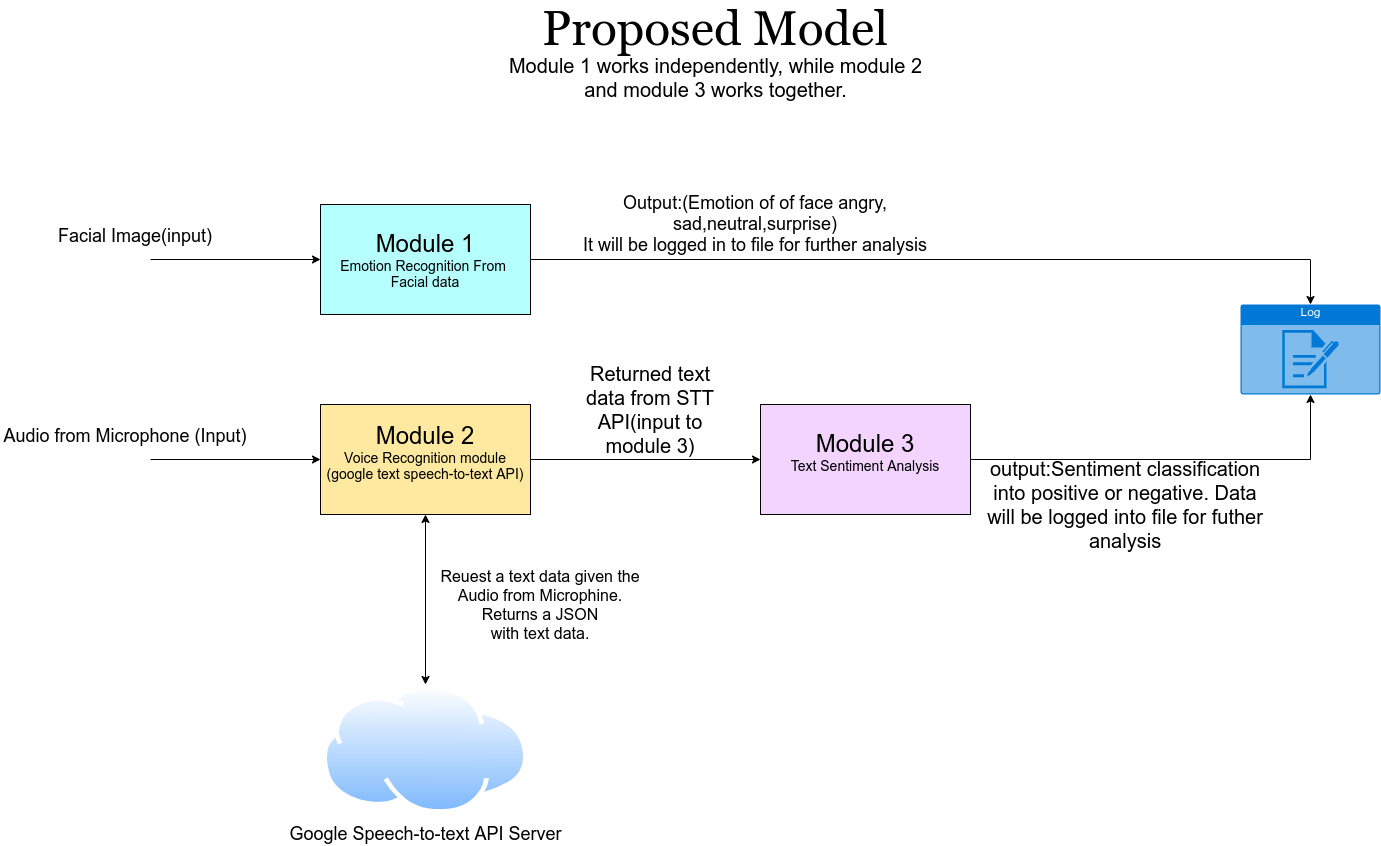 Proposed Model
Module 1 works independently, while module 2
and module 3 works together.
Facial Image(input)
Module 1
Emotion Recognition From
Facial data
Output:(Emotion of of face angry,
sad,neutral,surprise)
It will be logged in to file for further analysis
Log
Audio from Microphone (Input)
Module 2
Voice Recognition module
(google text speech-to-text API)
Returned text
data from STT
API(input to
module 3)
Module 3
Text Sentiment Analysis
output:Sentiment classification
into positive or negative. Data
will be logged into file for futher
analysis
Reuest a text data given the
Audio from Microphine.
Returns a JSON
with text data.
Google Speech-to-text API Server